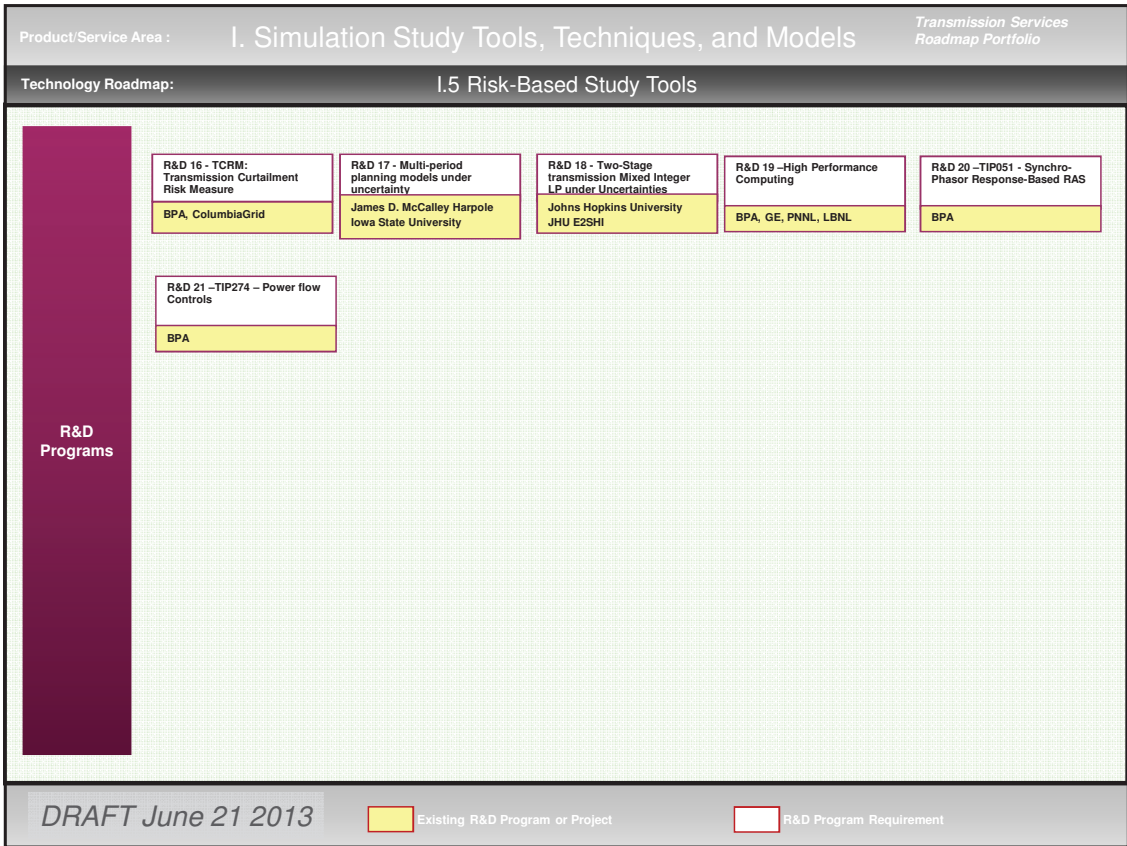 Product/Service Area :
I. Simulation Study Tools, Techniques, and Models
Transmission Services
Roadmap Portfolio
Technology Roadmap:
I.5 Risk-Based Study Tools
R&D
Programs
R&D 16 - TCRM:
Transmission Curtailment
Risk Measure
BPA, ColumbiaGrid
R&D 17 - Multi-period
planning models under
uncertainty
James D. McCalley Harpole
Iowa State University
R&D 18 - Two-Stage
transmission Mixed Integer
LP under Uncertainties
Johns Hopkins University
JHU E2SHI
R&D 19 –High Performance
Computing
BPA, GE, PNNL, LBNL
R&D 20 –TIP051 - Synchro-
Phasor Response-Based RAS
BPA
R&D 21 –TIP274 – Power flow
Controls
BPA
DRAFT June 21 2013
Existing R&D Program or Project
R&D Program Requirement